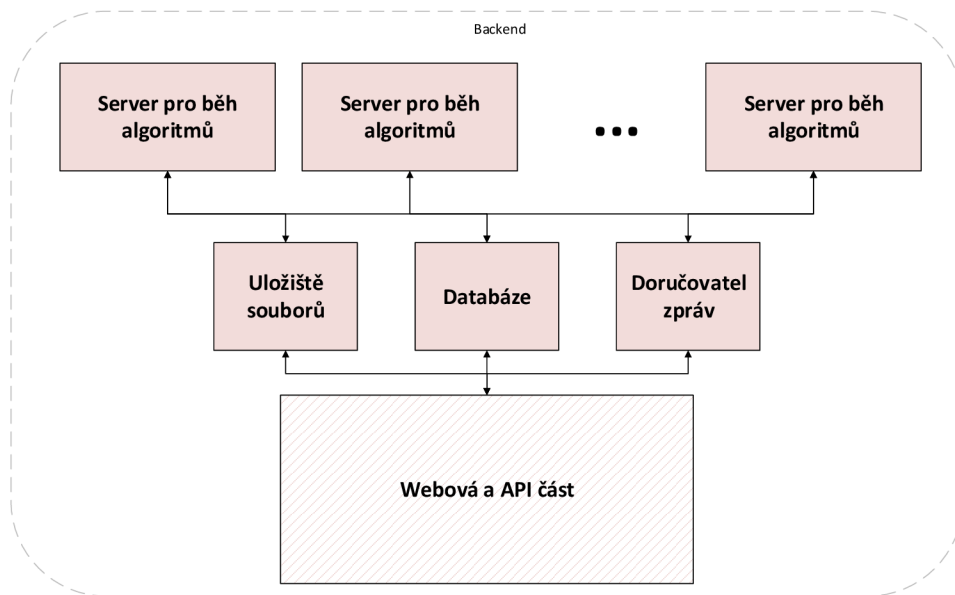 Backend
Server pro běh
algoritmů
Server pro běh
algoritmů
...
Server pro běh
algoritmů
Uložiště
souborů
Databáze
Doručovatel
zpráv
Webová a API část